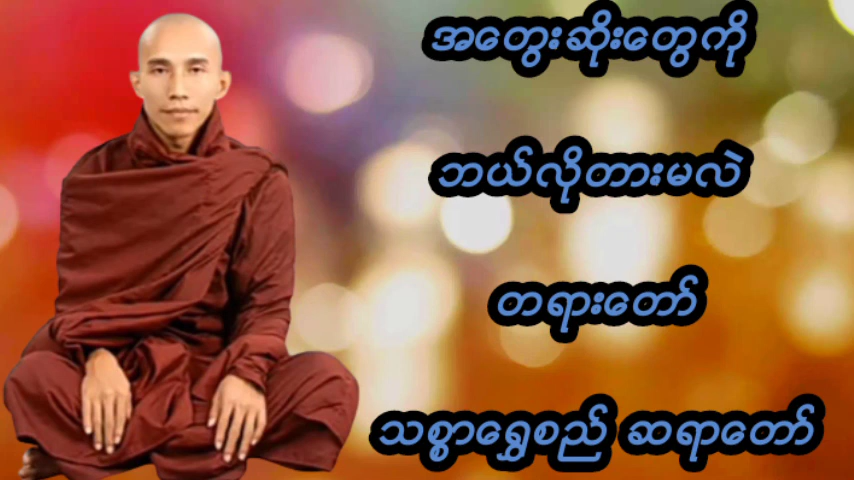 အတွေးဆိုးတွေကို
ဘယ်လိုတားမလဲ
တရားတော်
သစ္စာရွှေစည် ဆရာတော်